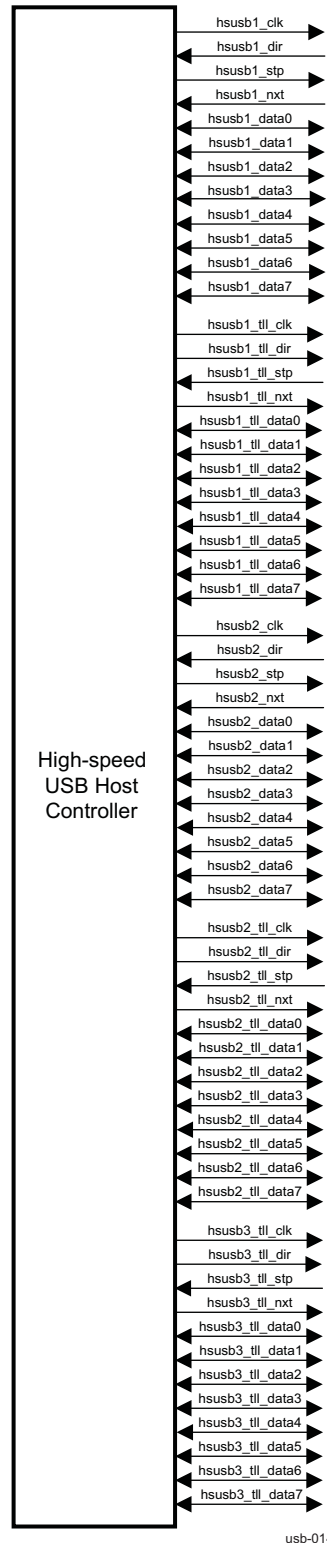 hsusb1_clk
hsusb1_dir
hsusb1_stp
hsusb1_nxt
hsusb1_data0
hsusb1_data1
hsusb1_data2
hsusb1_data3
hsusb1_data4
hsusb1_data5
hsusb1_data6
hsusb1_data7
hsusb1_tll_clk
hsusb1_tll_dir
hsusb1_tll_stp
hsusb1_tll_nxt
hsusb1_tll_data0
hsusb1_tll_data1
hsusb1_tll_data2
hsusb1_tll_data3
hsusb1_tll_data4
hsusb1_tll_data5
hsusb1_tll_data6
hsusb1_tll_data7
hsusb2_clk
hsusb2_dir
hsusb2_stp
hsusb2_nxt
hsusb2_data0
hsusb2_data1
hsusb2_data2
hsusb2_data3
hsusb2_data4
hsusb2_data5
hsusb2_data6
hsusb2_data7
High-speed
USB Host
Controller
hsusb2_tll_clk
hsusb2_tll_dir
hsusb2_tll_stp
hsusb2_tll_nxt
hsusb2_tll_data0
hsusb2_tll_data1
hsusb2_tll_data2
hsusb2_tll_data3
hsusb2_tll_data4
hsusb2_tll_data5
hsusb2_tll_data6
hsusb2_tll_data7
hsusb3_tll_clk
hsusb3_tll_dir
hsusb3_tll_stp
hsusb3_tll_nxt
hsusb3_tll_data0
hsusb3_tll_data1
hsusb3_tll_data2
hsusb3_tll_data3
hsusb3_tll_data4
hsusb3_tll_data5
hsusb3_tll_data6
hsusb3_tll_data7